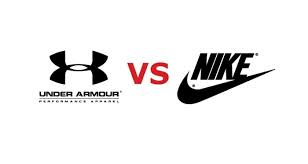 UNDER ARMOUR®
PERFORMANCE APPAREL
VS
NIKE®